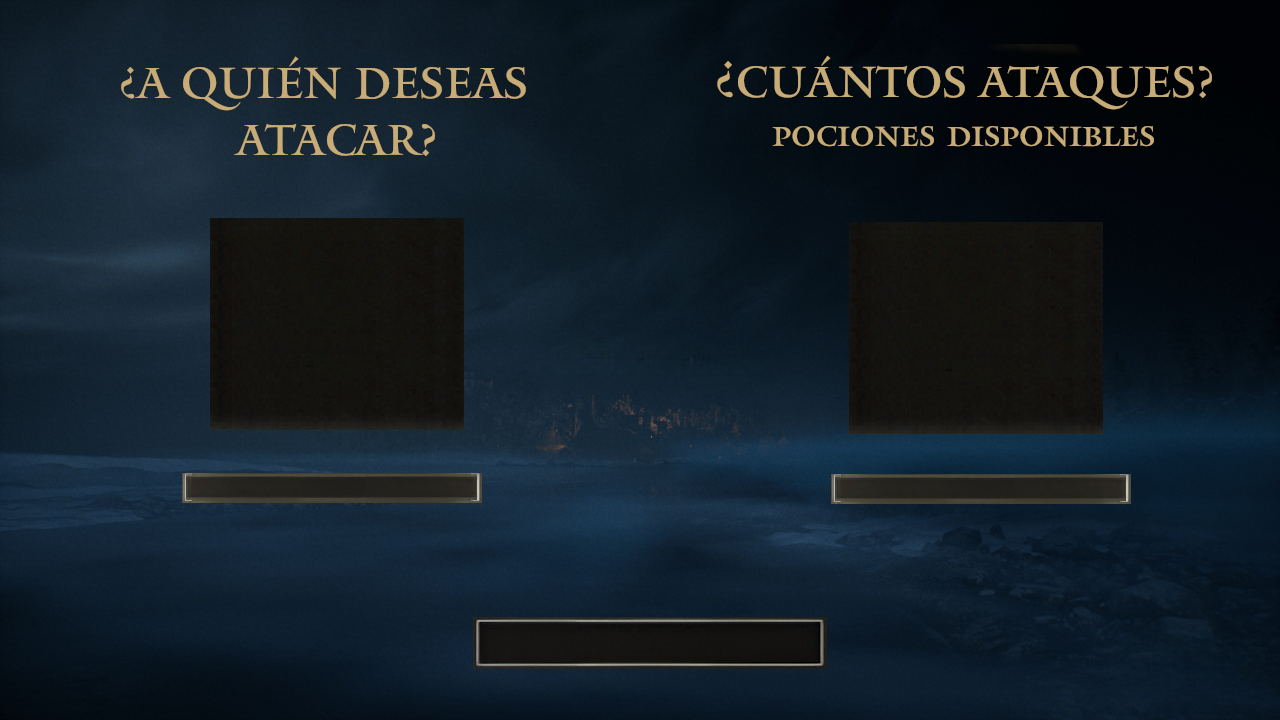 ¿A QUIÉN DESEAS
ATACAR?
¿CUÁNTOS ATAQUES?
POCIONES DISPONIBLES